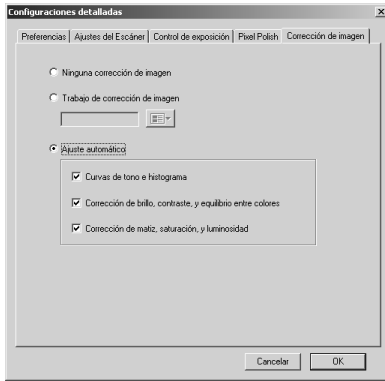 Configuraciones detalladas
Preferencias Ajustes del Escáner Control de exposición Pixel Polish Corrección de imagen
Ninguna corrección de imagen
Trabajo de corrección de imagen
Ajuste automático
Curvas de tono e histograma
Corrección de brillo, contraste, y equilibrio entre colores
Corrección de matiz, saturación, y luminosidad
Cancelar OK